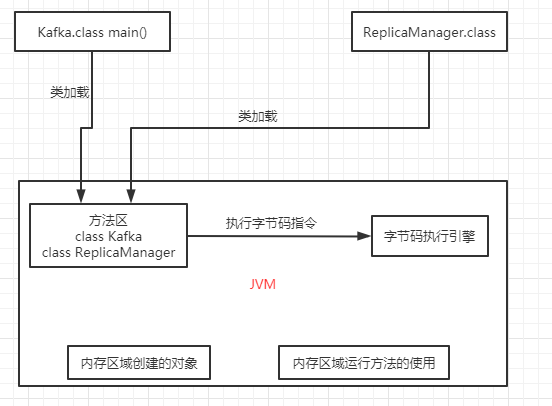 Kafka.class main()
ReplicaManager.class
类加载
类加载
方法区
class Kafka
class ReplicaManager
执行字节码指令
字节码执行引擎
JVM
内存区域创建的对象
内存区域运行方法的使用